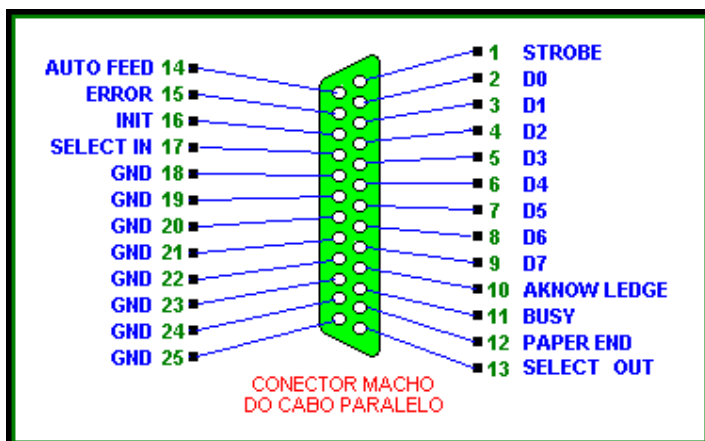 AUTO FEED 14
ERROR 15
INIT 16
SELECT IN 17
GND 18
GND 19
GND 20
GND 21
GND 22
GND 23
GND 24
GND 25
1 STROBE
2 D0
3 D1
4 D2
5 D3
6 D4
7 D5
8 D6
9 D7
10 AKNOW LEDGE
11 BUSY
12 PAPER END
13 SELECT OUT
CONECTOR MACHO
DO CABO PARALELO